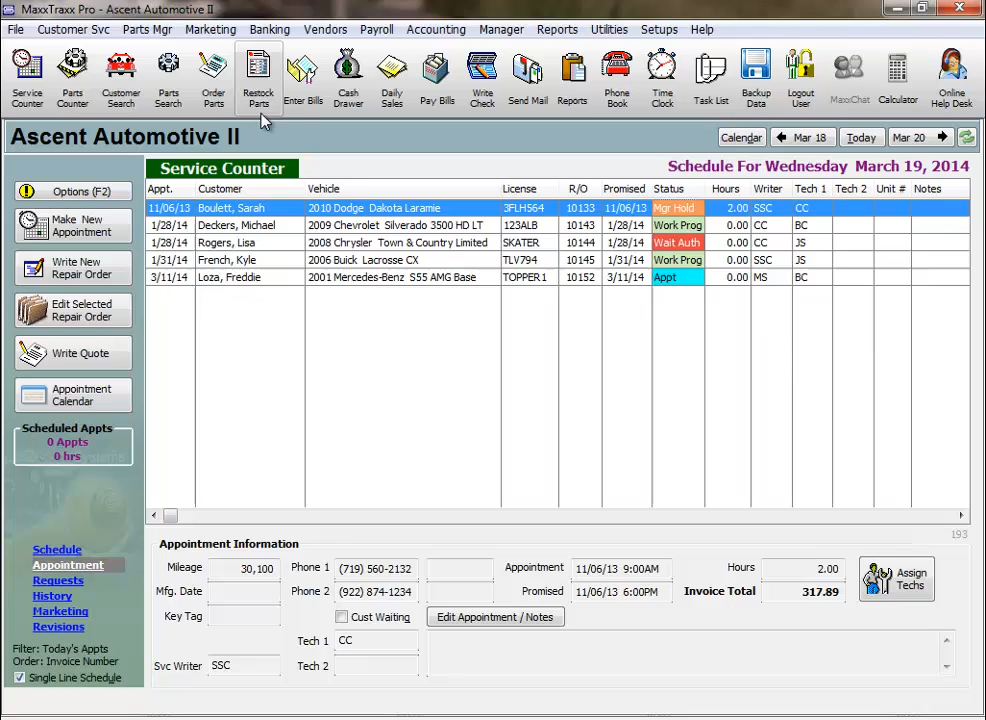 MaxxTraxx Pro - Ascent Automotive II
File Customer Svc Parts Mgr Marketing Banking Vendors Payroll Accounting Manager Reports Utilities Setups Help
Service Counter
Parts Counter
Customer Search
Parts Search
Order Parts
Restock Parts
Enter Bills
Cash Drawer
Daily Sales
Pay Bills
Write Check
Send Mail
Reports
Phone Book
Time Clock
Task List
Backup Data
Logout User
MaxxChat
Calculator
Online Help Desk
Ascent Automotive II
Calendar Mar 18 Today Mar 20
Service Counter
Schedule For Wednesday March 19, 2014
Options (F2)
Make New
Appointment
Write New
Repair Order
Edit Selected
Repair Order
Write Quote
Appointment
Calendar
Scheduled Appts
0 Appts
0 hrs
Schedule
Appointment
Requests
History
Marketing
Revisions
Filter: Today's Appts
Order: Invoice Number
Single Line Schedule
Appt. Customer Vehicle License R/O Promised Status Hours Writer Tech 1 Tech 2 Unit # Notes
11/06/13 Boulett, Sarah 2010 Dodge Dakota Laramie 3FLH564 10133 11/06/13 Mgr Hold 2.00 SSC CC
1/28/14 Deckers, Michael 2009 Chevrolet Silverado 3500 HD LT 123ALB 10143 1/28/14 Work Prog 0.00 CC BC
1/28/14 Rogers, Lisa 2008 Chrysler Town & Country Limited SKATER 10144 1/28/14 Wait Auth 0.00 CC JS
1/31/14 French, Kyle 2006 Buick Lacrosse CX TLV794 10145 1/31/14 Work Prog 0.00 SSC JS
3/11/14 Loza, Freddie 2001 Mercedes-Benz S55 AMG Base TOPPER1 10152 3/11/14 Appt 0.00 MS BC
193
Appointment Information
Mileage 30,100 Phone 1 (719) 560-2132 Appointment 11/06/13 9:00AM Hours 2.00
Mfg. Date Phone 2 (922) 874-1234 Promised 11/06/13 6:00PM Invoice Total 317.89
Assign
Techs
Key Tag Cust Waiting Edit Appointment / Notes
Tech 1 CC
Svc Writer SSC Tech 2